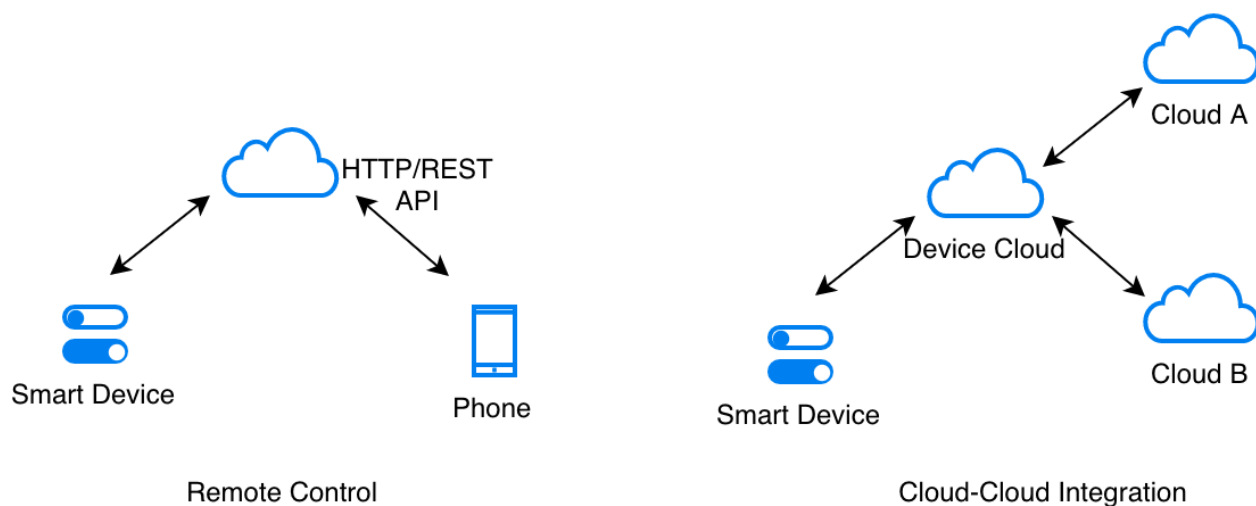 HTTP/REST
API
Smart Device
Phone
Remote Control
Cloud A
Device Cloud
Cloud B
Smart Device
Cloud-Cloud Integration